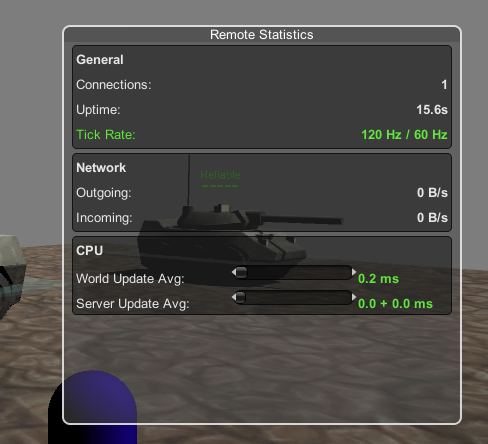 Remote Statistics
General
Connections: 1
Uptime: 15.6s
Tick Rate: 120 Hz / 60 Hz
Network
Reliable
Outgoing: 0 B/s
Incoming: 0 B/s
CPU
World Update Avg: 0.2 ms
Server Update Avg: 0.0 + 0.0 ms